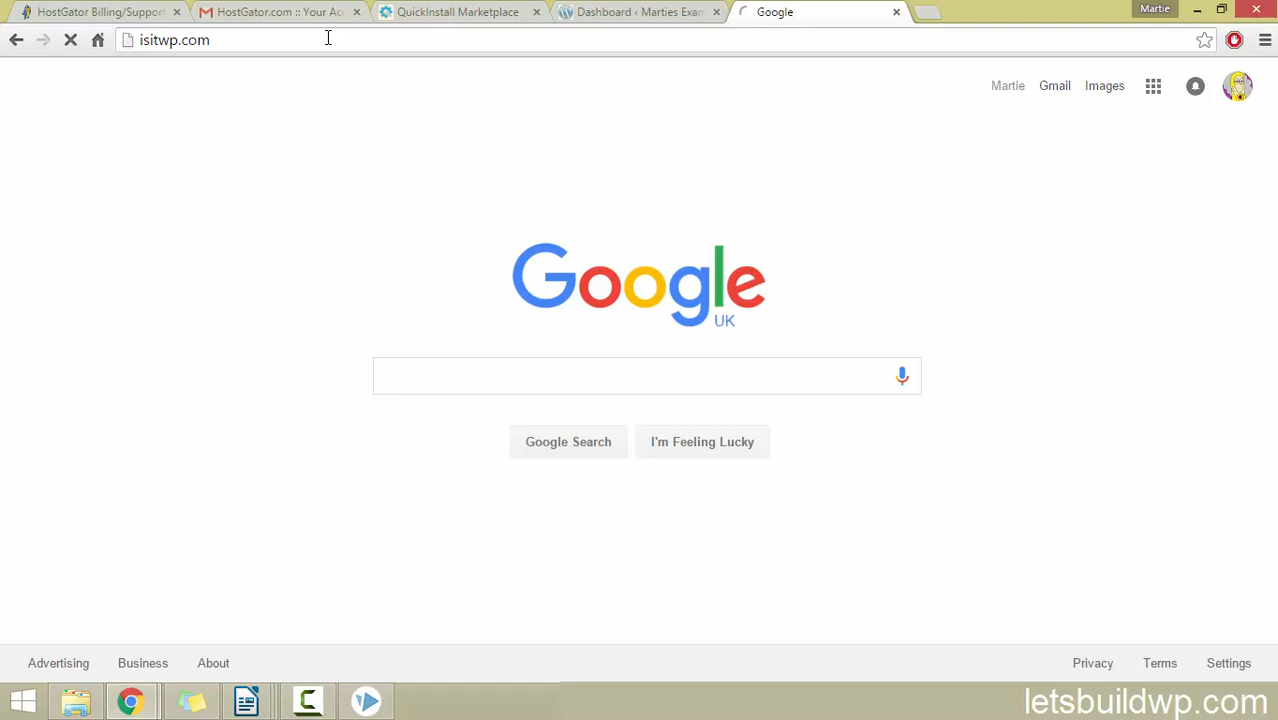 HostGator Billing/Support
HostGator.com :: Your Acc
QuickInstall Marketplace
Dashboard ‹ Marties Exam
Google
Martie
isitwp.com
Martie
Gmail
Images
Google
UK
Google Search
I'm Feeling Lucky
Advertising
Business
About
Privacy
Terms
Settings
letsbuildwp.com